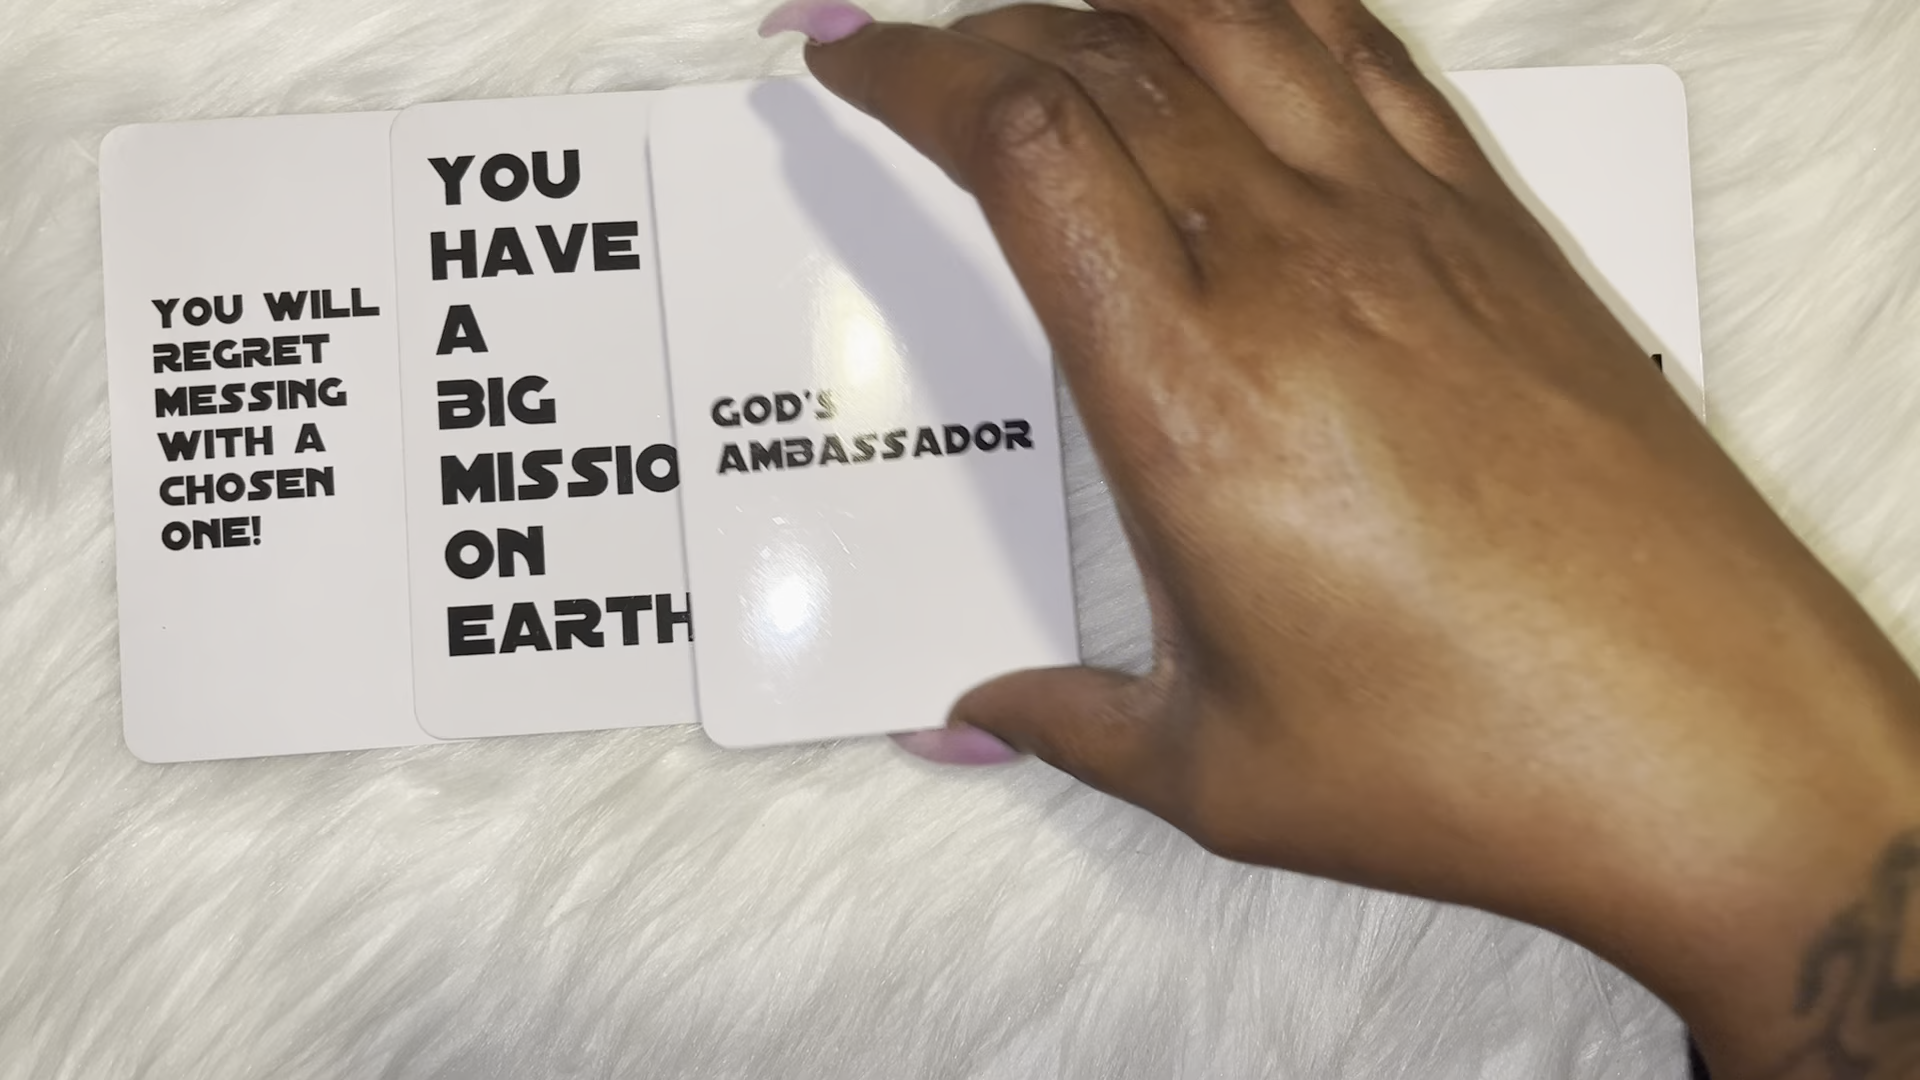 YOU WILL
REGRET
MESSING
WITH A
CHOSEN
ONE!
YOU
HAVE
A
BIG
MISSIO
ON
EARTH
GOD'S
AMBASSADOR